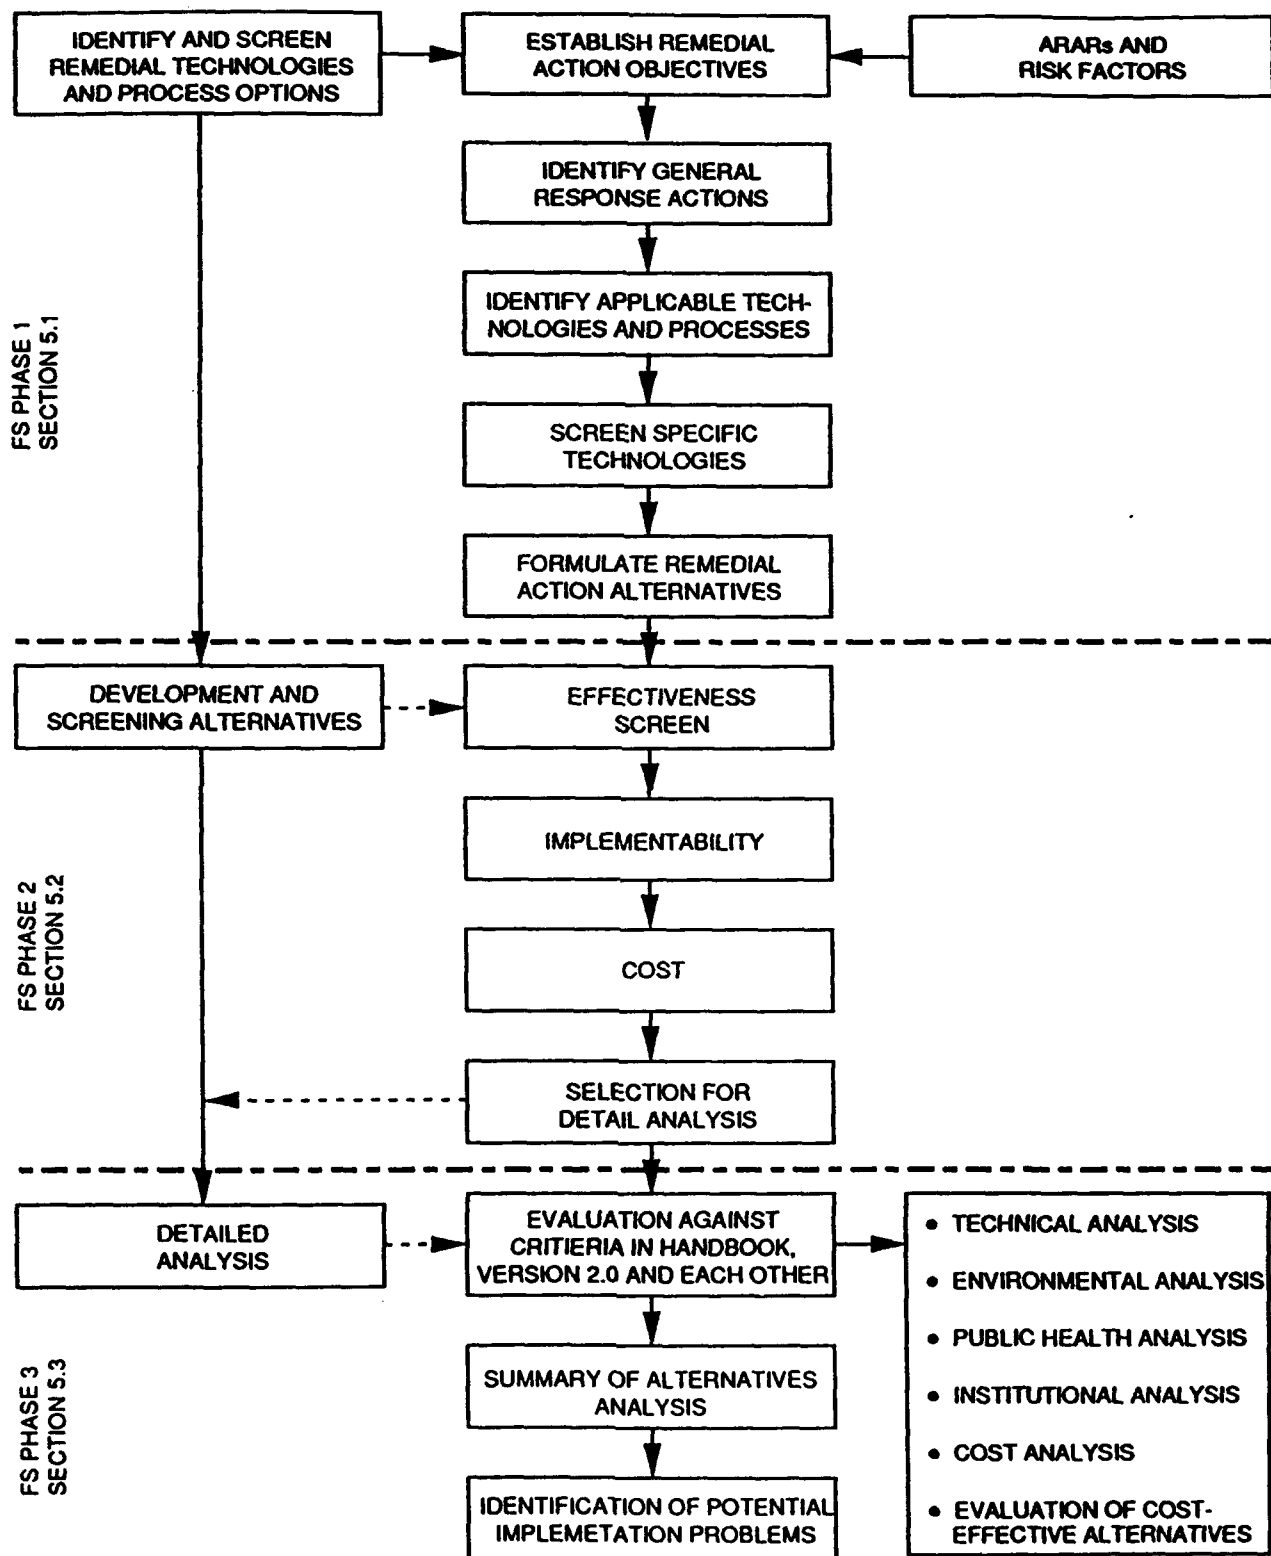 IDENTIFY AND SCREEN
REMEDIAL TECHNOLOGIES
AND PROCESS OPTIONS
ESTABLISH REMEDIAL
ACTION OBJECTIVES
ARARs AND
RISK FACTORS
IDENTIFY GENERAL
RESPONSE ACTIONS
IDENTIFY APPLICABLE TECH-
NOLOGIES AND PROCESSES
SCREEN SPECIFIC
TECHNOLOGIES
FORMULATE REMEDIAL
ACTION ALTERNATIVES
FS PHASE 1
SECTION 5.1
DEVELOPMENT AND
SCREENING ALTERNATIVES
EFFECTIVENESS
SCREEN
IMPLEMENTABILITY
COST
SELECTION FOR
DETAIL ANALYSIS
FS PHASE 2
SECTION 5.2
DETAILED
ANALYSIS
EVALUATION AGAINST
CRITIERIA IN HANDBOOK,
VERSION 2.0 AND EACH OTHER
SUMMARY OF ALTERNATIVES
ANALYSIS
IDENTIFICATION OF POTENTIAL
IMPLEMETATION PROBLEMS
• TECHNICAL ANALYSIS
• ENVIRONMENTAL ANALYSIS
• PUBLIC HEALTH ANALYSIS
• INSTITUTIONAL ANALYSIS
• COST ANALYSIS
• EVALUATION OF COST-
EFFECTIVE ALTERNATIVES
FS PHASE 3
SECTION 5.3